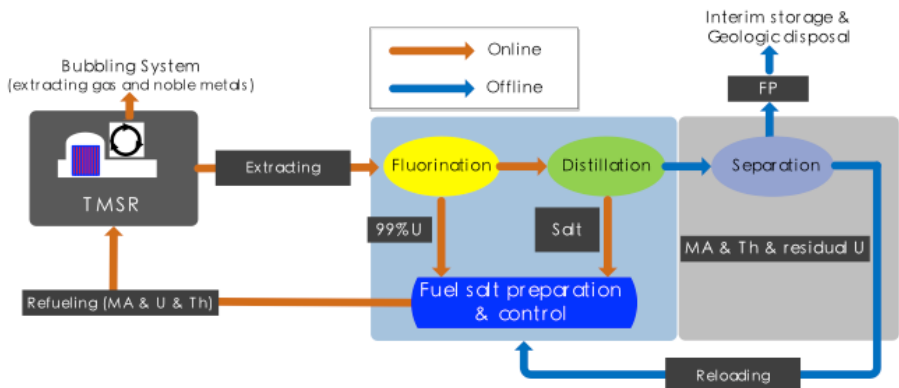 Interim storage &
Geologic disposal
Online
Offline
Bubbling System
(extracting gas and noble metals)
FP
TMSR
Extracting
Fluorination
Distillation
Separation
99%U
Salt
MA & Th & residual U
Fuel salt preparation
& control
Refueling (MA & U & Th)
Reloading